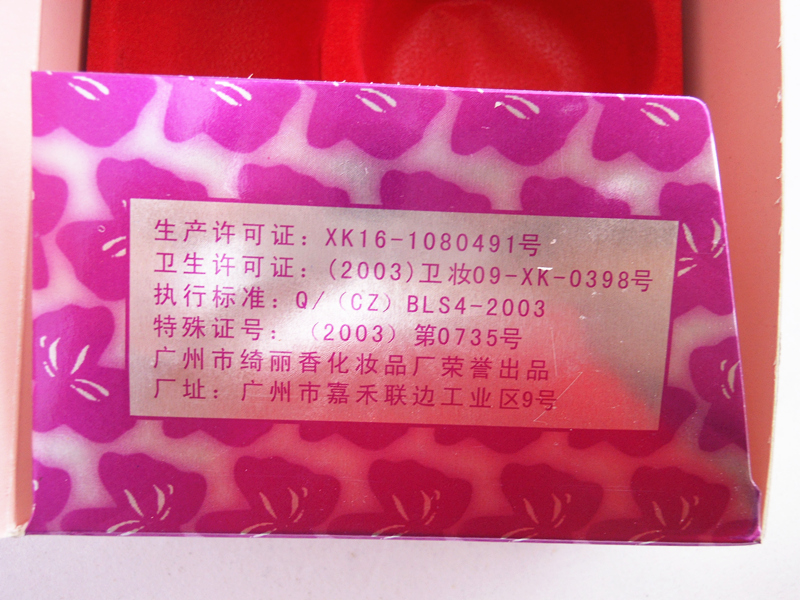 生产许可证：XK16-1080491号
卫生许可证：(2003)卫妆09-XK-0398号
执行标准：Q/（CZ）BLS4-2003
特殊证号：（2003）第0735号
广州市绮丽香化妆品厂荣誉出品
厂址：广州市嘉禾联边工业区9号